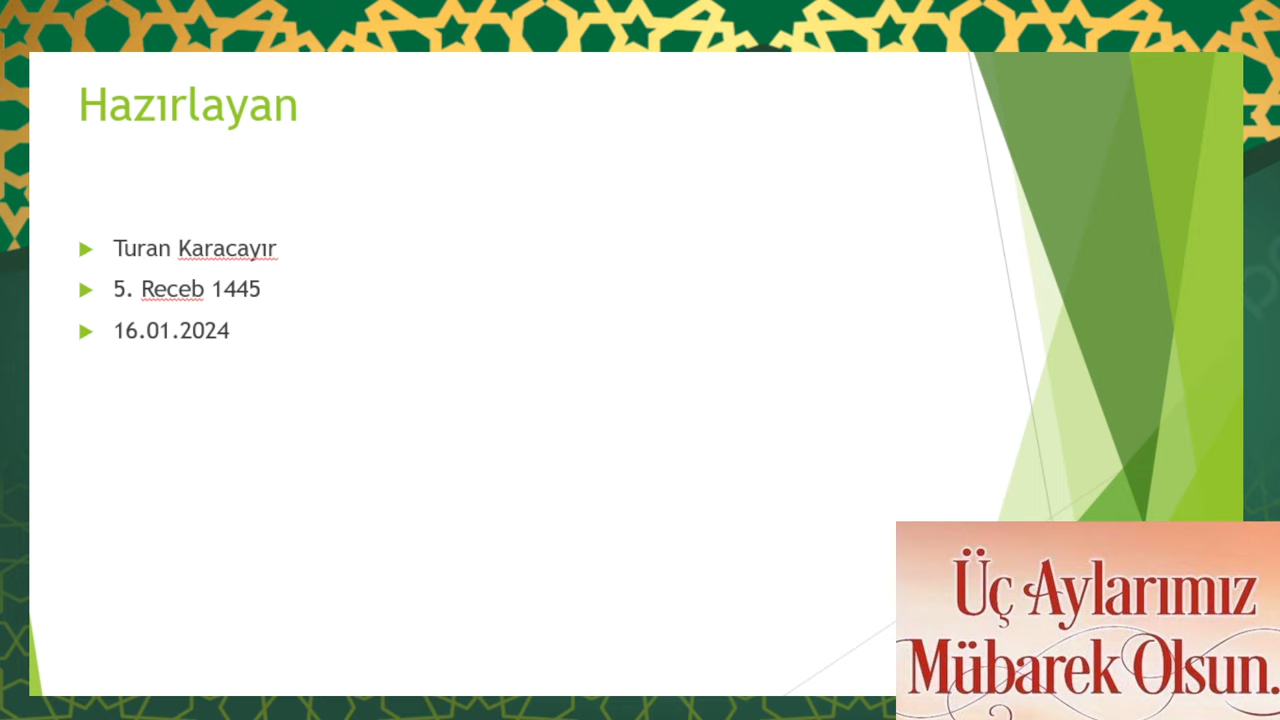 Hazırlayan
Turan Karacayır
5. Receb 1445
16.01.2024
Üç Aylarımız
Mübarek Olsun.